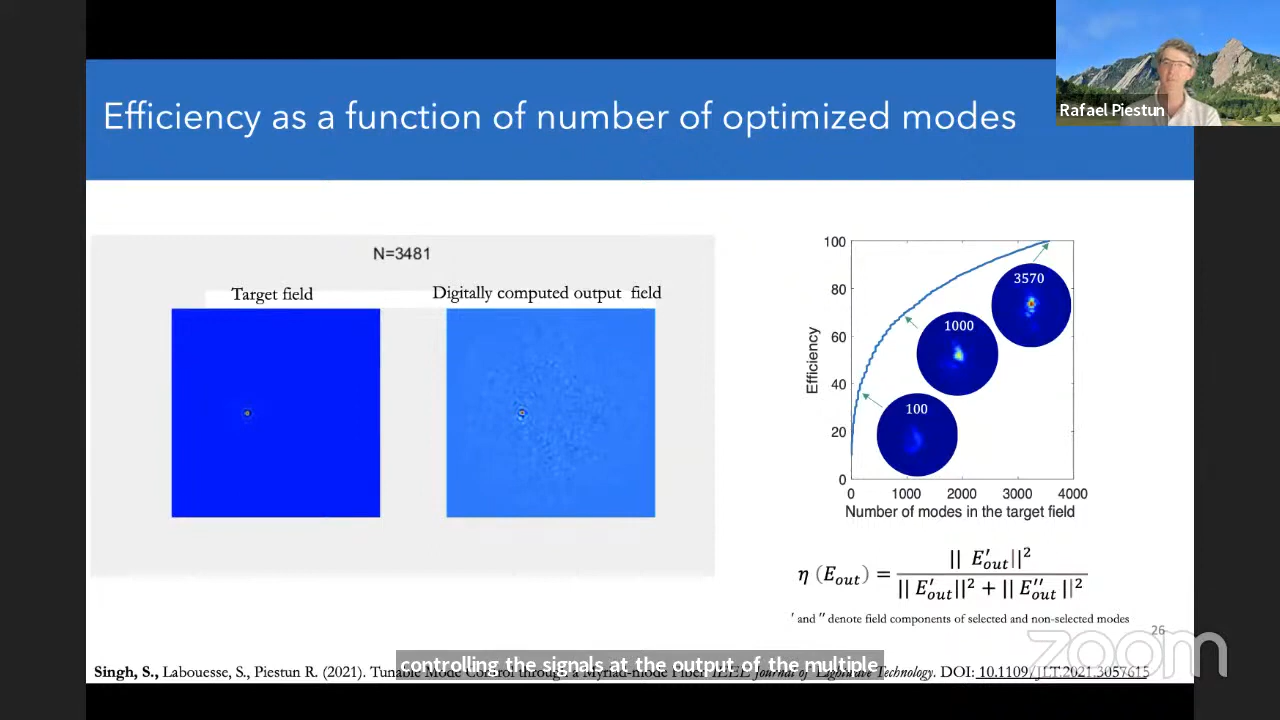 Efficiency as a function of number of optimized modes
Rafael Piestun
N=3481
Target field
Digitally computed output field
100
80
60
40
20
0
Efficiency
3570
1000
100
0 1000 2000 3000 4000
Number of modes in the target field
η (E_out) = || E′_out||² / || E′_out||² + || E″_out ||²
′ and ″ denote field components of selected and non-selected modes
26
zoom
controlling the signals at the output of the multiple
Singh, S., Labouesse, S., Piestun R. (2021). Tunable Mode Control through a Myriad-mode Fiber IEEE Journal of Lightwave Technology. DOI: 10.1109/JLT.2021.3057615